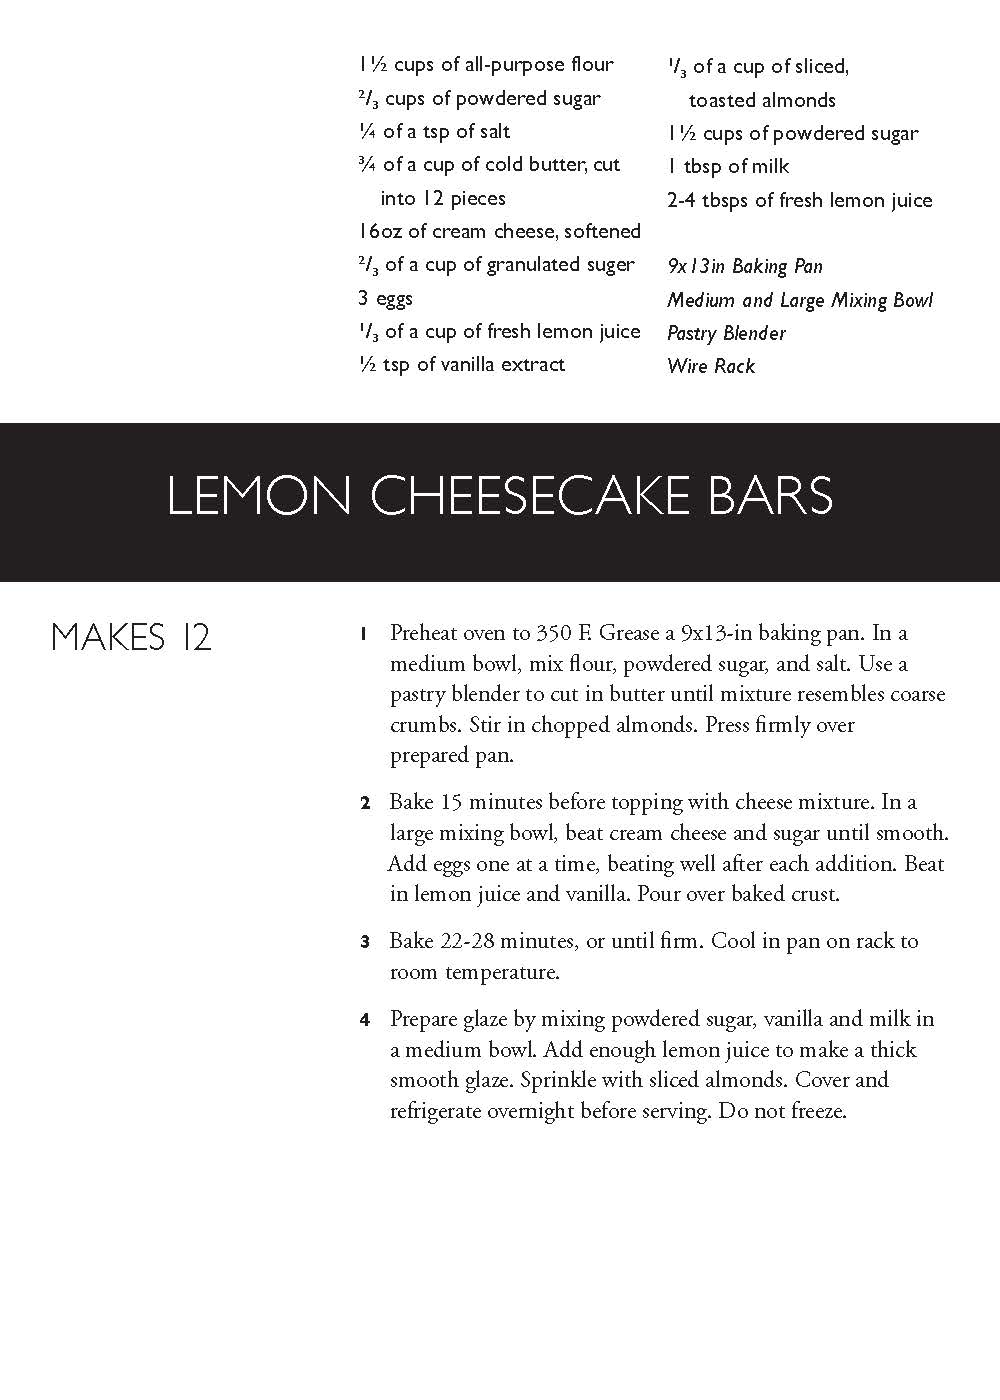 1½ cups of all-purpose flour
⅔ cups of powdered sugar
¼ of a tsp of salt
¾ of a cup of cold butter, cut
into 12 pieces
16oz of cream cheese, softened
⅔ of a cup of granulated suger
3 eggs
⅓ of a cup of fresh lemon juice
½ tsp of vanilla extract
⅓ of a cup of sliced,
toasted almonds
1½ cups of powdered sugar
1 tbsp of milk
2-4 tbsps of fresh lemon juice
9x13in Baking Pan
Medium and Large Mixing Bowl
Pastry Blender
Wire Rack
LEMON CHEESECAKE BARS
MAKES 12
1 Preheat oven to 350 F. Grease a 9x13-in baking pan. In a
medium bowl, mix flour, powdered sugar, and salt. Use a
pastry blender to cut in butter until mixture resembles coarse
crumbs. Stir in chopped almonds. Press firmly over
prepared pan.
2 Bake 15 minutes before topping with cheese mixture. In a
large mixing bowl, beat cream cheese and sugar until smooth.
Add eggs one at a time, beating well after each addition. Beat
in lemon juice and vanilla. Pour over baked crust.
3 Bake 22-28 minutes, or until firm. Cool in pan on rack to
room temperature.
4 Prepare glaze by mixing powdered sugar, vanilla and milk in
a medium bowl. Add enough lemon juice to make a thick
smooth glaze. Sprinkle with sliced almonds. Cover and
refrigerate overnight before serving. Do not freeze.